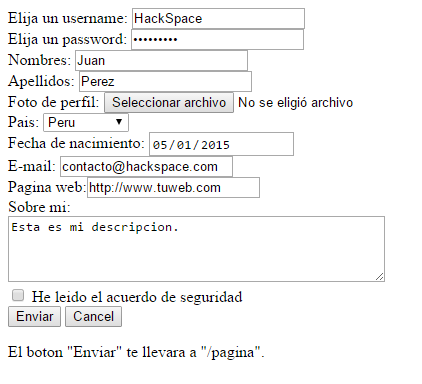 Elija un username: HackSpace
Elija un password: •••••••••
Nombres: Juan
Apellidos: Perez
Foto de perfil: Seleccionar archivo No se eligió archivo
Pais: Peru
Fecha de nacimiento: 05/01/2015
E-mail: contacto@hackspace.com
Pagina web: http://www.tuweb.com
Sobre mi:
Esta es mi descripcion.
He leido el acuerdo de seguridad
Enviar Cancel
El boton "Enviar" te llevara a "/pagina".